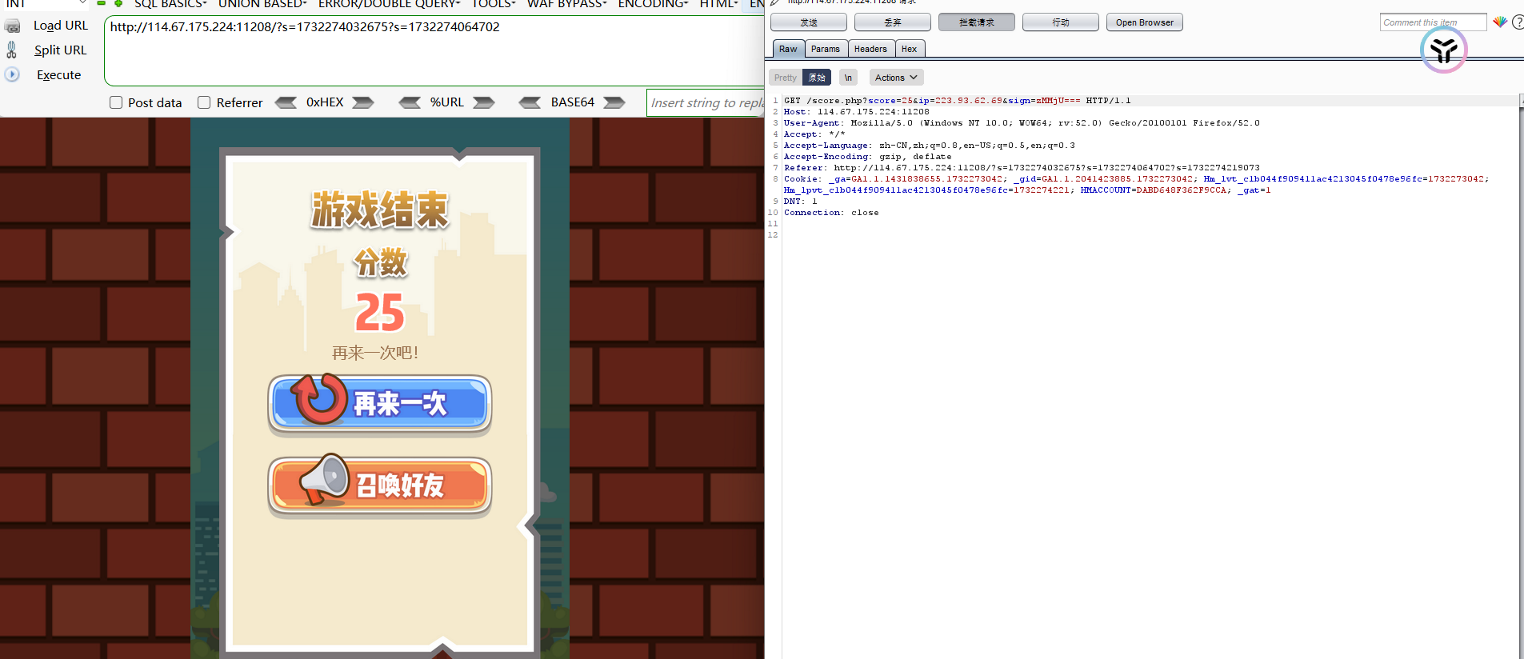 INT
SQL BASICS▾ UNION BASED▾ ERROR/DOUBLE QUERY▾ TOOLS▾ WAF BYPASS▾ ENCODING▾ HTML▾ EN
Load URL
Split URL
Execute
http://114.67.175.224:11208/?s=1732274032675?s=1732274064702
Post data Referrer 0xHEX %URL BASE64 Insert string to repla
游戏结束
分数
25
再来一次吧!
再来一次
召唤好友
http://114.67.175.224:11208 请求
发送 丢弃 拦截请求 行动 Open Browser Comment this item
Raw Params Headers Hex
Pretty 原始 \n Actions
1 GET /score.php?score=25&ip=223.93.62.69&sign=zMMjU=== HTTP/1.1
2 Host: 114.67.175.224:11208
3 User-Agent: Mozilla/5.0 (Windows NT 10.0; WOW64; rv:52.0) Gecko/20100101 Firefox/52.0
4 Accept: */*
5 Accept-Language: zh-CN,zh;q=0.8,en-US;q=0.5,en;q=0.3
6 Accept-Encoding: gzip, deflate
7 Referer: http://114.67.175.224:11208/?s=1732274032675?s=1732274064702?s=1732274219073
8 Cookie: _ga=GA1.1.1431838655.1732273042; _gid=GA1.1.2041423885.1732273042; Hm_lvt_c1b044f909411ac4213045f0478e96fc=1732273042;
Hm_lpvt_c1b044f909411ac4213045f0478e96fc=1732274221; HMACCOUNT=DABD648F362F9CCA; _gat=1
9 DNT: 1
10 Connection: close
11
12